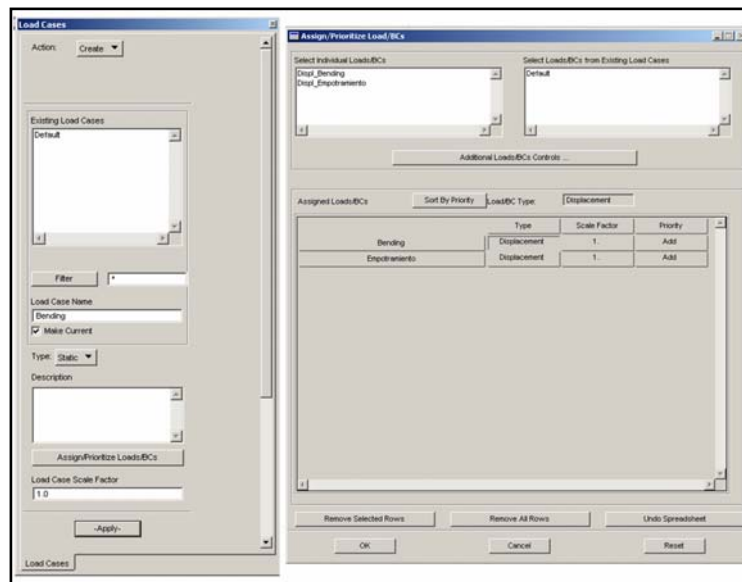 Load Cases
Action: Create
Existing Load Cases
Default
Filter *
Load Case Name
Bending
Make Current
Type: Static
Description
Assign/Prioritize Loads/BCs
Load Case Scale Factor
1.0
-Apply-
Load Cases
Assign/Prioritize Load/BCs
Select Individual Loads/BCs
Displ_Bending
Displ_Empotramiento
Select Loads/BCs from Existing Load Cases
Default
Additional Loads/BCs Controls ...
Assigned Loads/BCs Sort By Priority Load/BC Type: Displacement
Type Scale Factor Priority
Bending Displacement 1.. Add
Empotramiento Displacement 1.. Add
Remove Selected Rows Remove All Rows Undo Spreadsheet
OK Cancel Reset